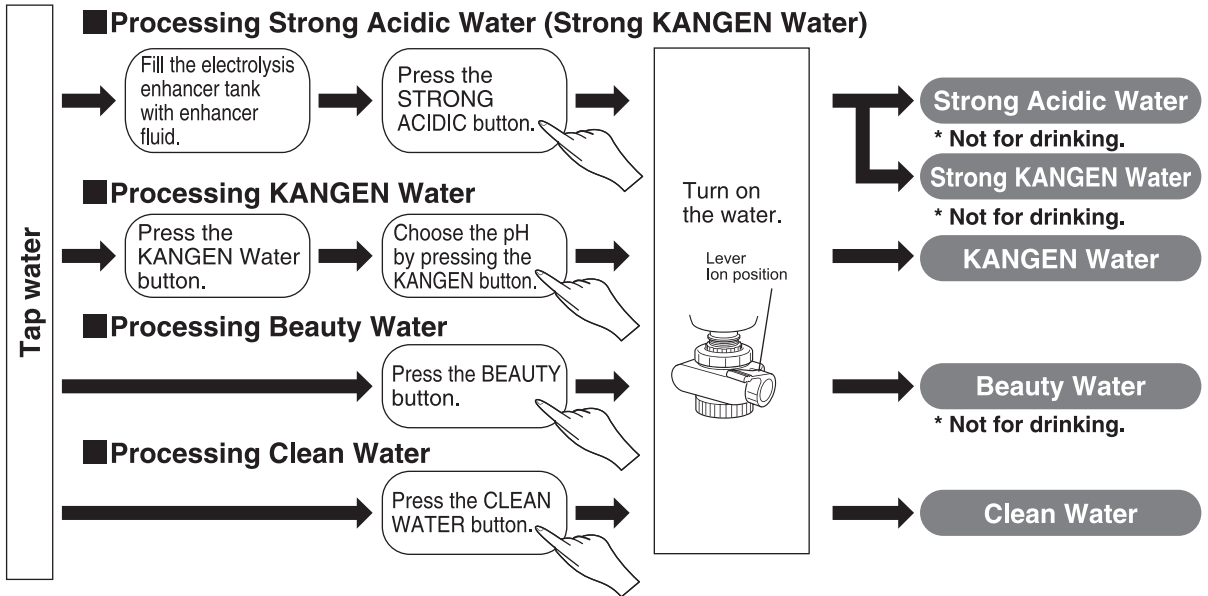 ■Processing Strong Acidic Water (Strong KANGEN Water)
Tap water
Fill the electrolysis
enhancer tank
with enhancer
fluid.
Press the
STRONG
ACIDIC button.
Turn on
the water.
Lever
Ion position
Strong Acidic Water
* Not for drinking.
Strong KANGEN Water
* Not for drinking.
■Processing KANGEN Water
Press the
KANGEN Water
button.
Choose the pH
by pressing the
KANGEN button.
KANGEN Water
■Processing Beauty Water
Press the BEAUTY
button.
Beauty Water
* Not for drinking.
■Processing Clean Water
Press the CLEAN
WATER button.
Clean Water